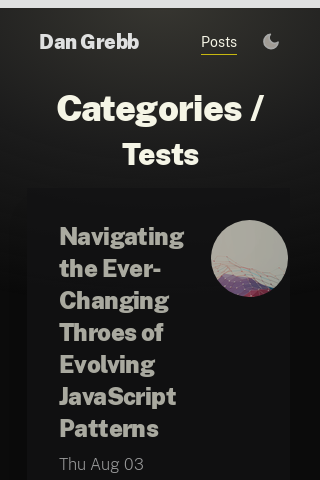 Dan Grebb
Posts
Categories /
Tests
Navigating
the Ever-
Changing
Throes of
Evolving
JavaScript
Patterns
Thu Aug 03